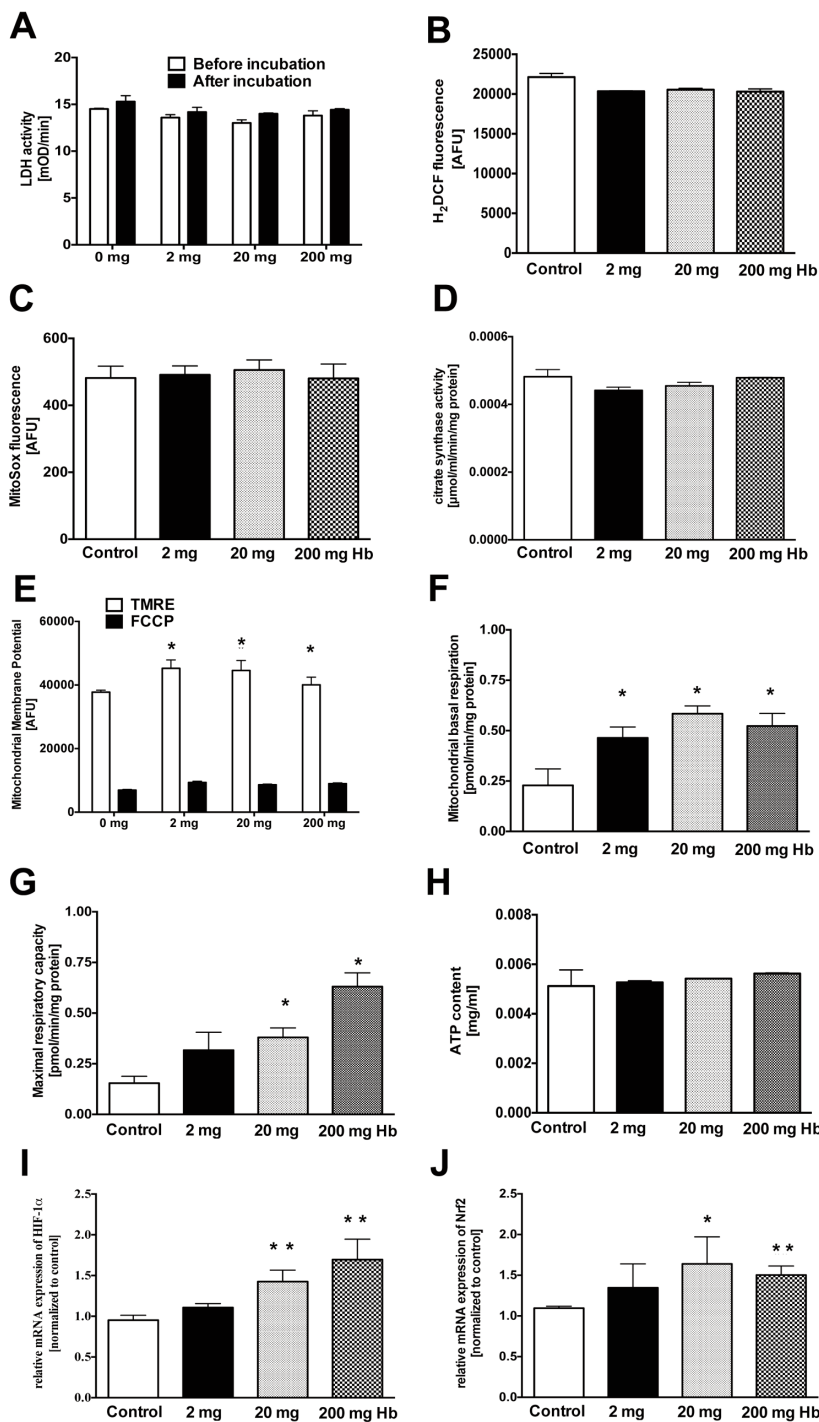 A
Before incubation
After incubation
LDH activity
[mOD/min]
20
15
10
5
0
0 mg
2 mg
20 mg
200 mg
B
H₂DCF fluorescence
[AFU]
25000
20000
15000
10000
5000
0
Control
2 mg
20 mg
200 mg Hb
C
MitoSox fluorescence
[AFU]
600
400
200
0
Control
2 mg
20 mg
200 mg Hb
D
citrate synthase activity
[µmol/ml/min/mg protein]
0.0006
0.0004
0.0002
0.0000
Control
2 mg
20 mg
200 mg Hb
E
TMRE
FCCP
Mitochondrial Membrane Potential
[AFU]
60000
40000
20000
0
* * *
0 mg
2 mg
20 mg
200 mg
F
Mitochondrial basal respiration
[pmol/min/mg protein]
1.00
0.75
0.50
0.25
0.00
* * *
Control
2 mg
20 mg
200 mg Hb
G
Maximal respiratory capacity
[pmol/min/mg protein]
1.00
0.75
0.50
0.25
0.00
* *
Control
2 mg
20 mg
200 mg Hb
H
ATP content
[mg/ml]
0.008
0.006
0.004
0.002
0.000
Control
2 mg
20 mg
200 mg Hb
I
relative mRNA expression of HIF-1α
[normalized to control]
2.5
2.0
1.5
1.0
0.5
0.0
* *
* *
Control
2 mg
20 mg
200 mg Hb
J
relative mRNA expression of Nrf2
[normalized to control]
2.5
2.0
1.5
1.0
0.5
0.0
*
* *
Control
2 mg
20 mg
200 mg Hb